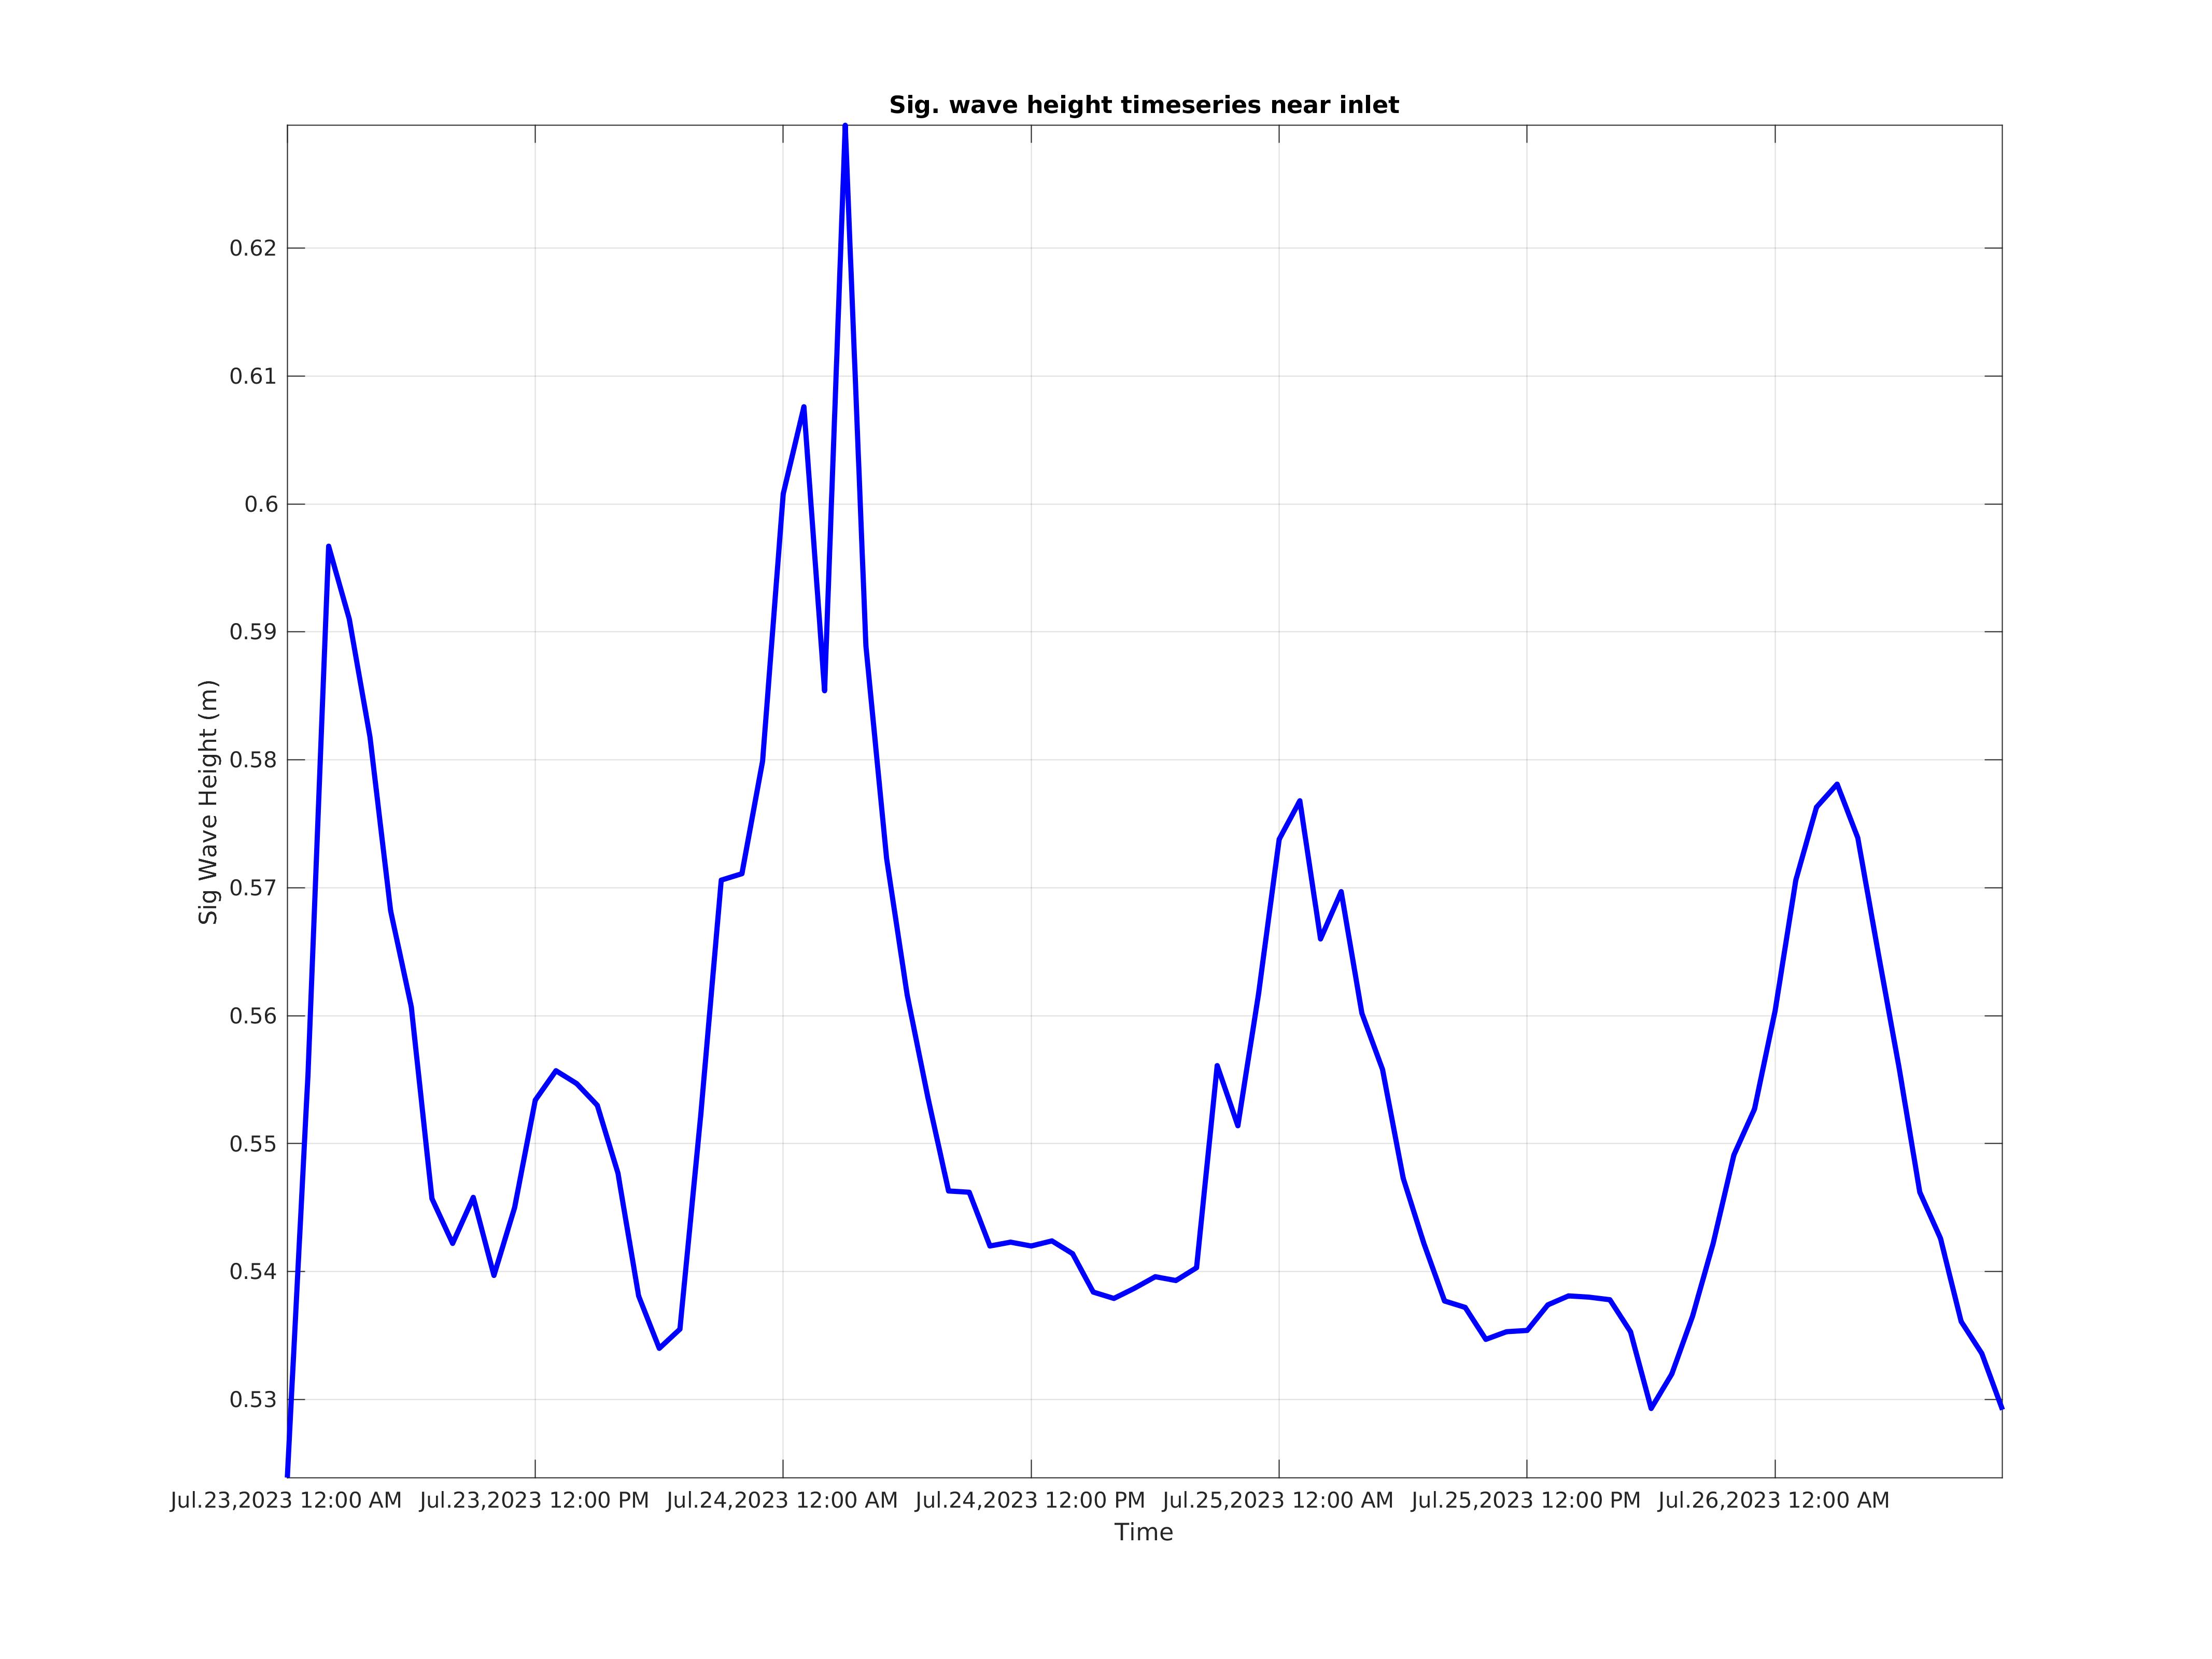 Sig. wave height timeseries near inlet
0.62
0.61
0.6
0.59
0.58
0.57
0.56
0.55
0.54
0.53
Sig Wave Height (m)
Jul.23,2023 12:00 AM Jul.23,2023 12:00 PM Jul.24,2023 12:00 AM Jul.24,2023 12:00 PM Jul.25,2023 12:00 AM Jul.25,2023 12:00 PM Jul.26,2023 12:00 AM
Time